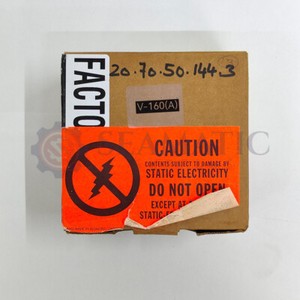 20.70.50.144.3
FACTO
V-160(A)
SEAMATIC
CAUTION
CONTENTS SUBJECT TO DAMAGE BY
STATIC ELECTRICITY
DO NOT OPEN
EXCEPT AT
STATIC